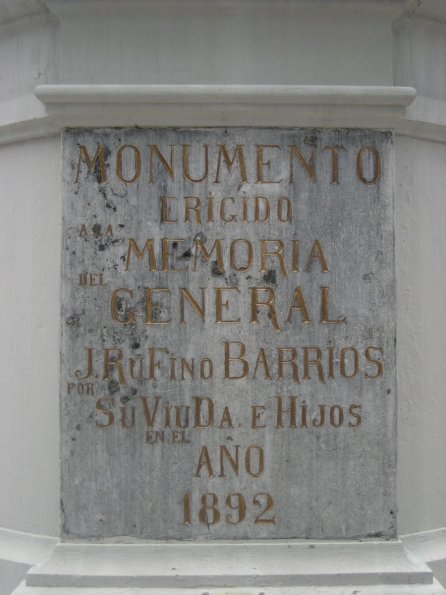 MONUMENTO
ERIGIDO
A LA
MEMORIA
DEL
GENERAL
J. RUFINO BARRIOS
POR
SU VIUDA. E HIJOS
EN EL
AÑO
1892